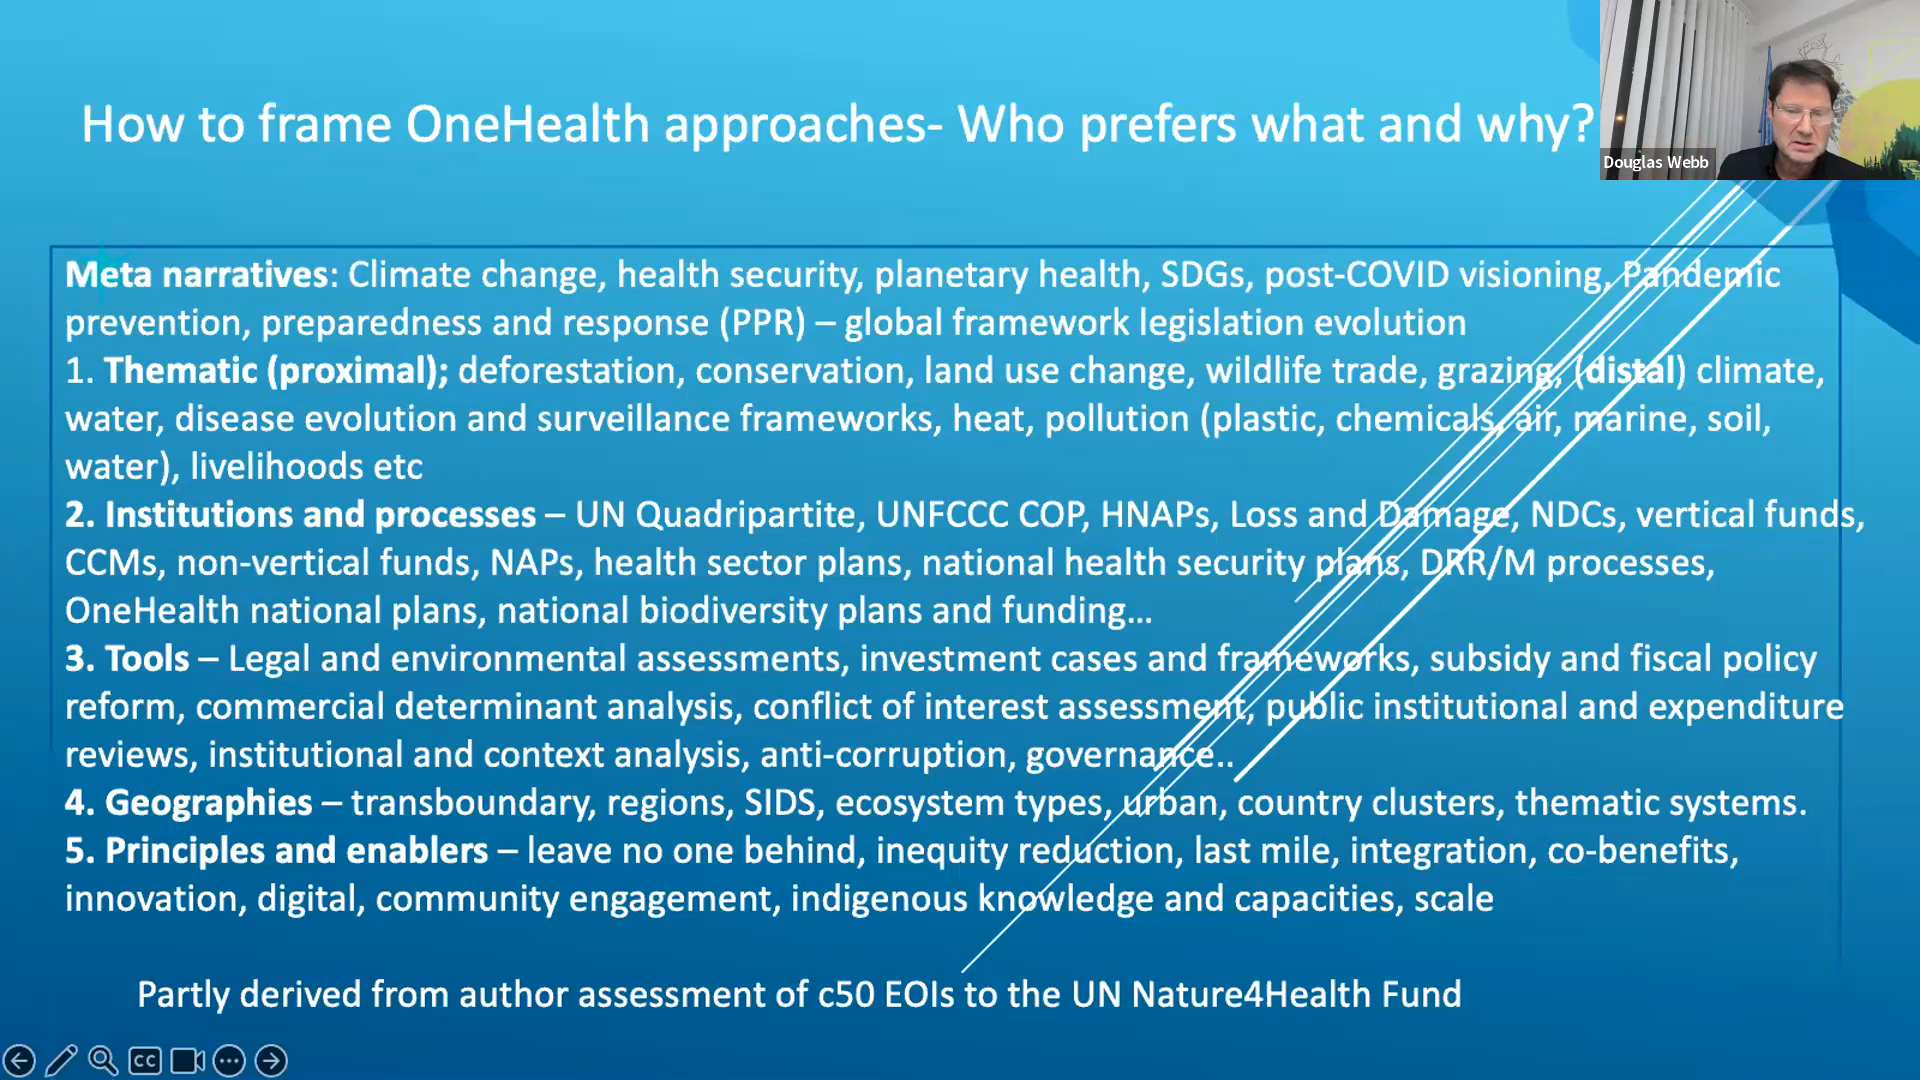 How to frame OneHealth approaches- Who prefers what and why?
Douglas Webb
Meta narratives: Climate change, health security, planetary health, SDGs, post-COVID visioning, Pandemic
prevention, preparedness and response (PPR) – global framework legislation evolution
1. Thematic (proximal); deforestation, conservation, land use change, wildlife trade, grazing, (distal) climate,
water, disease evolution and surveillance frameworks, heat, pollution (plastic, chemicals, air, marine, soil,
water), livelihoods etc
2. Institutions and processes – UN Quadripartite, UNFCCC COP, HNAPs, Loss and Damage, NDCs, vertical funds,
CCMs, non-vertical funds, NAPs, health sector plans, national health security plans, DRR/M processes,
OneHealth national plans, national biodiversity plans and funding…
3. Tools – Legal and environmental assessments, investment cases and frameworks, subsidy and fiscal policy
reform, commercial determinant analysis, conflict of interest assessment, public institutional and expenditure
reviews, institutional and context analysis, anti-corruption, governance..
4. Geographies – transboundary, regions, SIDS, ecosystem types, urban, country clusters, thematic systems.
5. Principles and enablers – leave no one behind, inequity reduction, last mile, integration, co-benefits,
innovation, digital, community engagement, indigenous knowledge and capacities, scale
Partly derived from author assessment of c50 EOIs to the UN Nature4Health Fund
CC